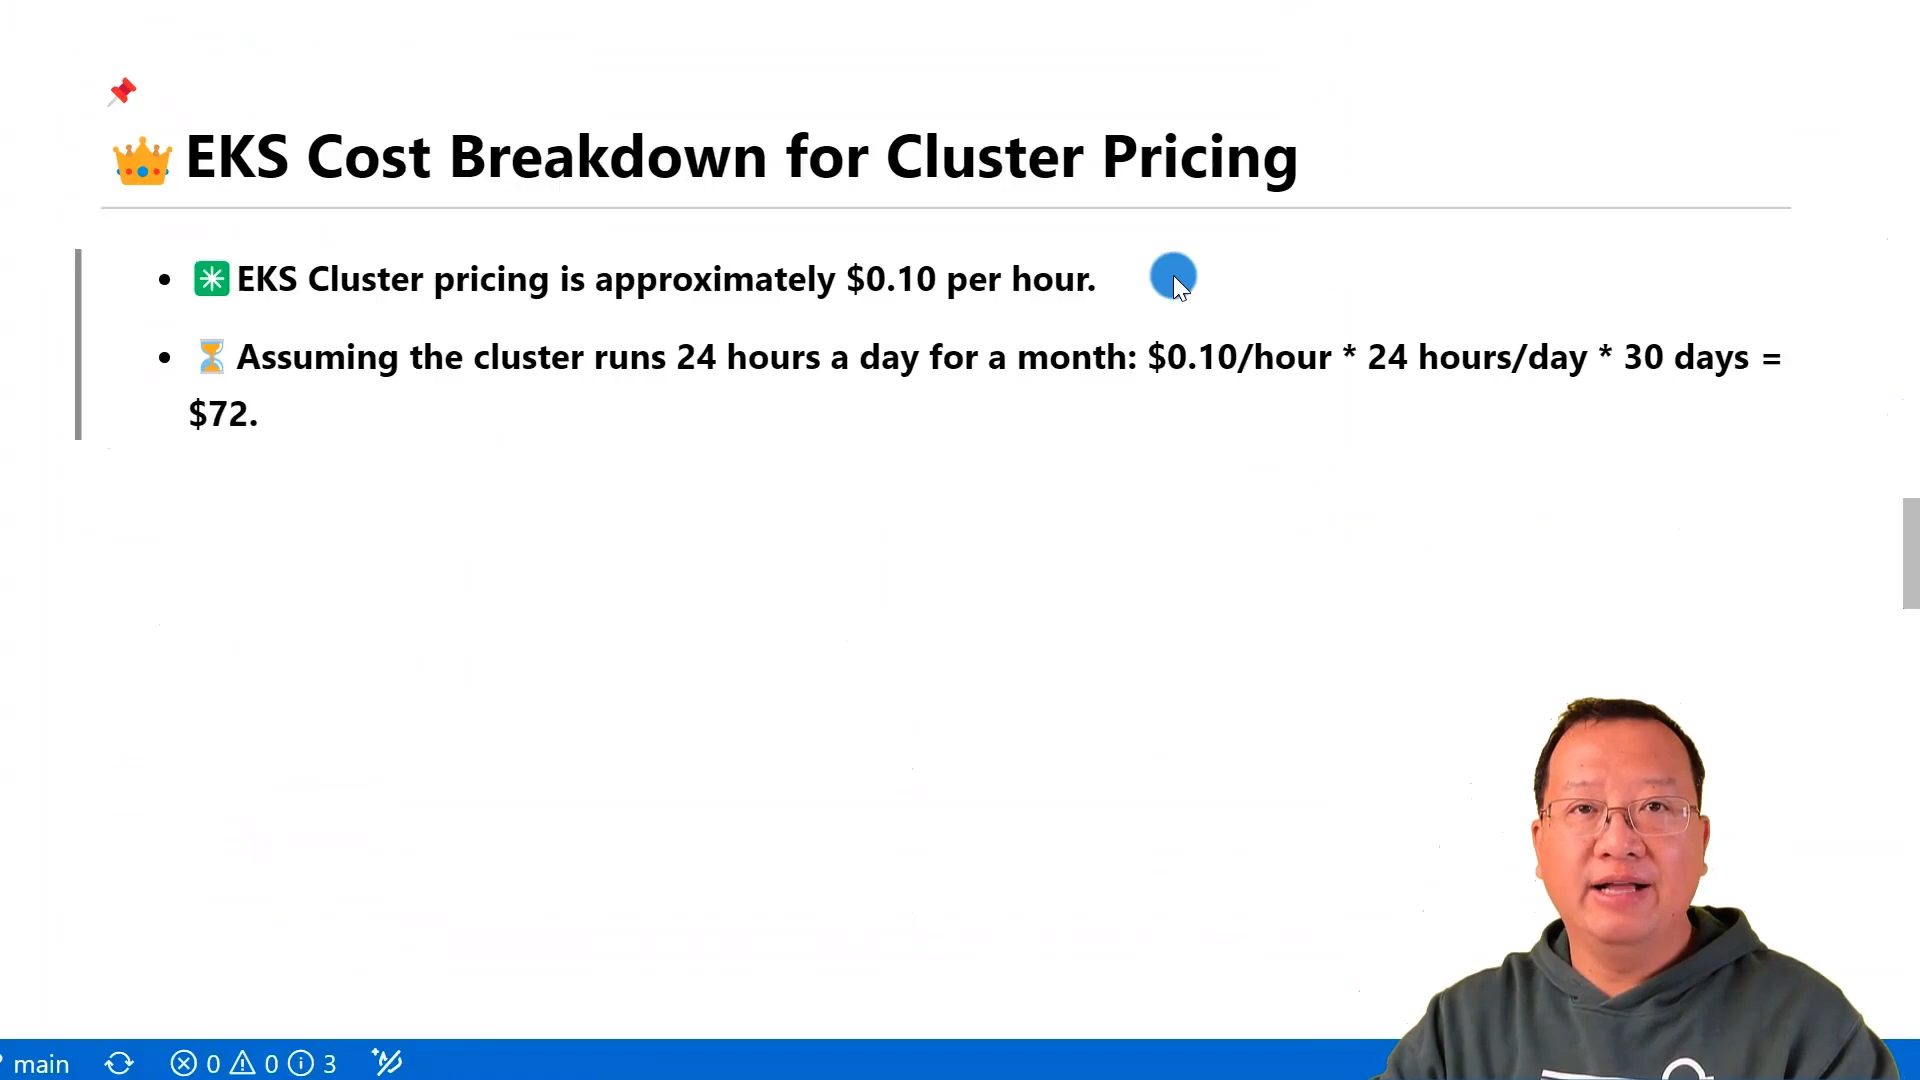 EKS Cost Breakdown for Cluster Pricing
EKS Cluster pricing is approximately $0.10 per hour.
Assuming the cluster runs 24 hours a day for a month: $0.10/hour * 24 hours/day * 30 days =
$72.
main 0 0 3